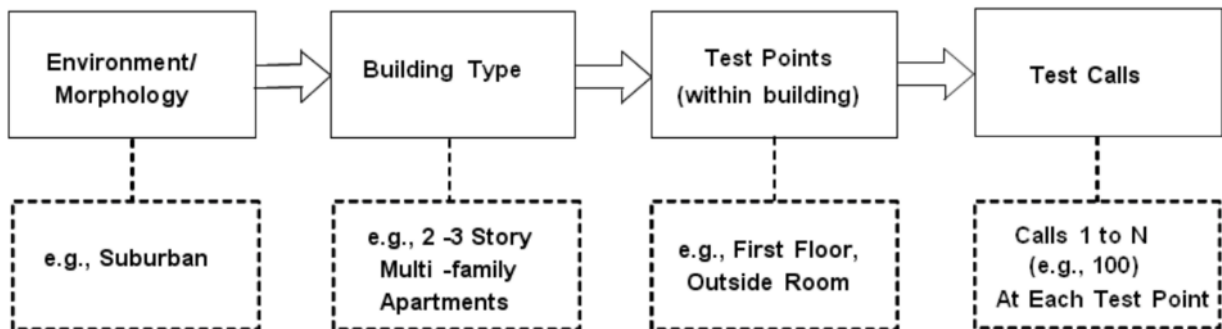 Environment/
Morphology
Building Type
Test Points
(within building)
Test Calls
e.g., Suburban
e.g., 2 -3 Story
Multi -family
Apartments
e.g., First Floor,
Outside Room
Calls 1 to N
(e.g., 100)
At Each Test Point